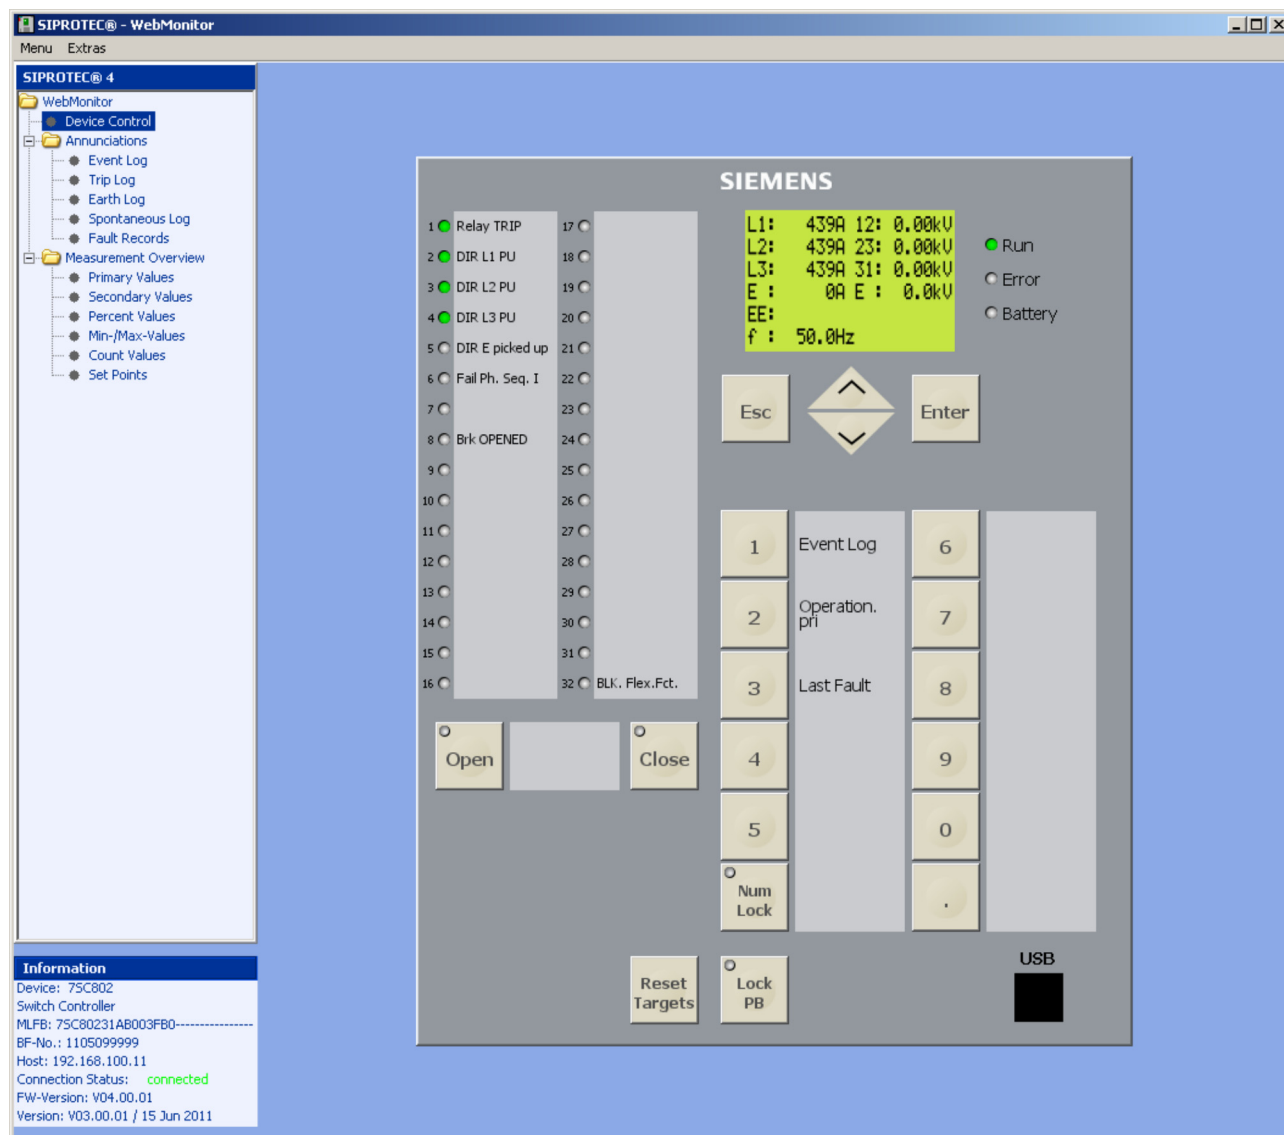 SIPROTEC® - WebMonitor
Menu Extras
SIPROTEC® 4
WebMonitor
Device Control
Annunciations
Event Log
Trip Log
Earth Log
Spontaneous Log
Fault Records
Measurement Overview
Primary Values
Secondary Values
Percent Values
Min-/Max-Values
Count Values
Set Points
Information
Device: 7SC802
Switch Controller
MLFB: 7SC80231AB003FB0----------------
BF-No.: 1105099999
Host: 192.168.100.11
Connection Status: connected
FW-Version: V04.00.01
Version: V03.00.01 / 15 Jun 2011
SIEMENS
1 Relay TRIP
2 DIR L1 PU
3 DIR L2 PU
4 DIR L3 PU
5 DIR E picked up
6 Fail Ph. Seq. I
7
8 Brk OPENED
9
10
11
12
13
14
15
16
17
18
19
20
21
22
23
24
25
26
27
28
29
30
31
32 BLK. Flex.Fct.
L1: 439A 12: 0.00kV
L2: 439A 23: 0.00kV
L3: 439A 31: 0.00kV
E : 0A E : 0.0kV
EE:
f : 50.0Hz
Run
Error
Battery
Esc
Enter
1 Event Log
2 Operation.
pri
3 Last Fault
4
5
Num
Lock
6
7
8
9
0
.
Open
Close
Reset
Targets
Lock
PB
USB